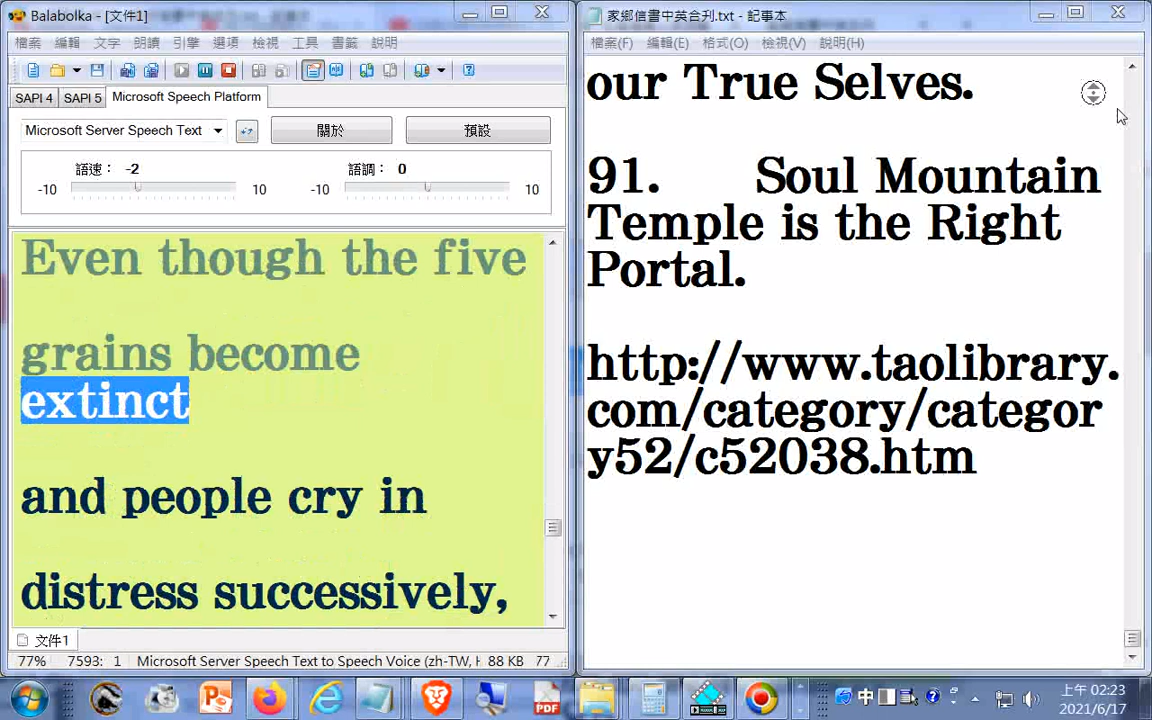 Balabolka - [文件1]
檔案 編輯 文字 朗讀 引擎 選項 檢視 工具 書籤 說明
SAPI 4 SAPI 5 Microsoft Speech Platform
Microsoft Server Speech Text 關於 預設
語速： -2 語調： 0
-10 10 -10 10
Even though the five
grains become
extinct
and people cry in
distress successively,
文件1
77% 7593: 1 Microsoft Server Speech Text to Speech Voice (zh-TW, H 88 KB 77
家鄉信書中英合刋.txt - 記事本
檔案(F) 編輯(E) 格式(O) 檢視(V) 說明(H)
our True Selves.
91. Soul Mountain
Temple is the Right
Portal.
http://www.taolibrary.
com/category/categor
y52/c52038.htm
中
上午 02:23
2021/6/17